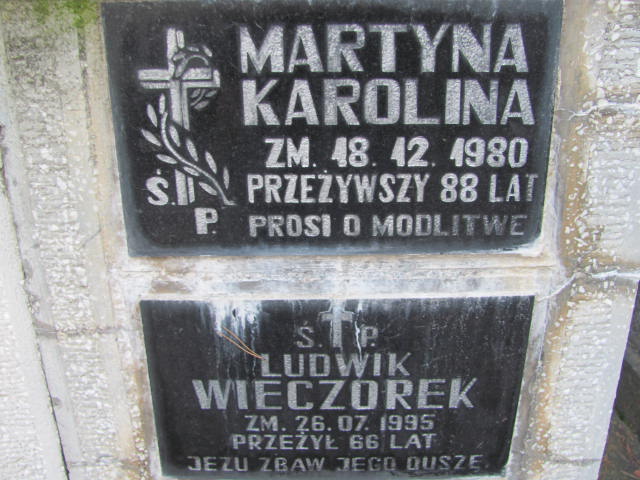 MARTYNA
KAROLINA
ZM. 18. 12. 1980
Ś. P.
PRZEŻYWSZY 88 LAT
PROSI O MODLITWE
Ś P.
LUDWIK
WIECZOREK
ZM. 26.07.1995
PRZEŻYŁ 66 LAT
JEZU ZBAW JEGO DUSZĘ